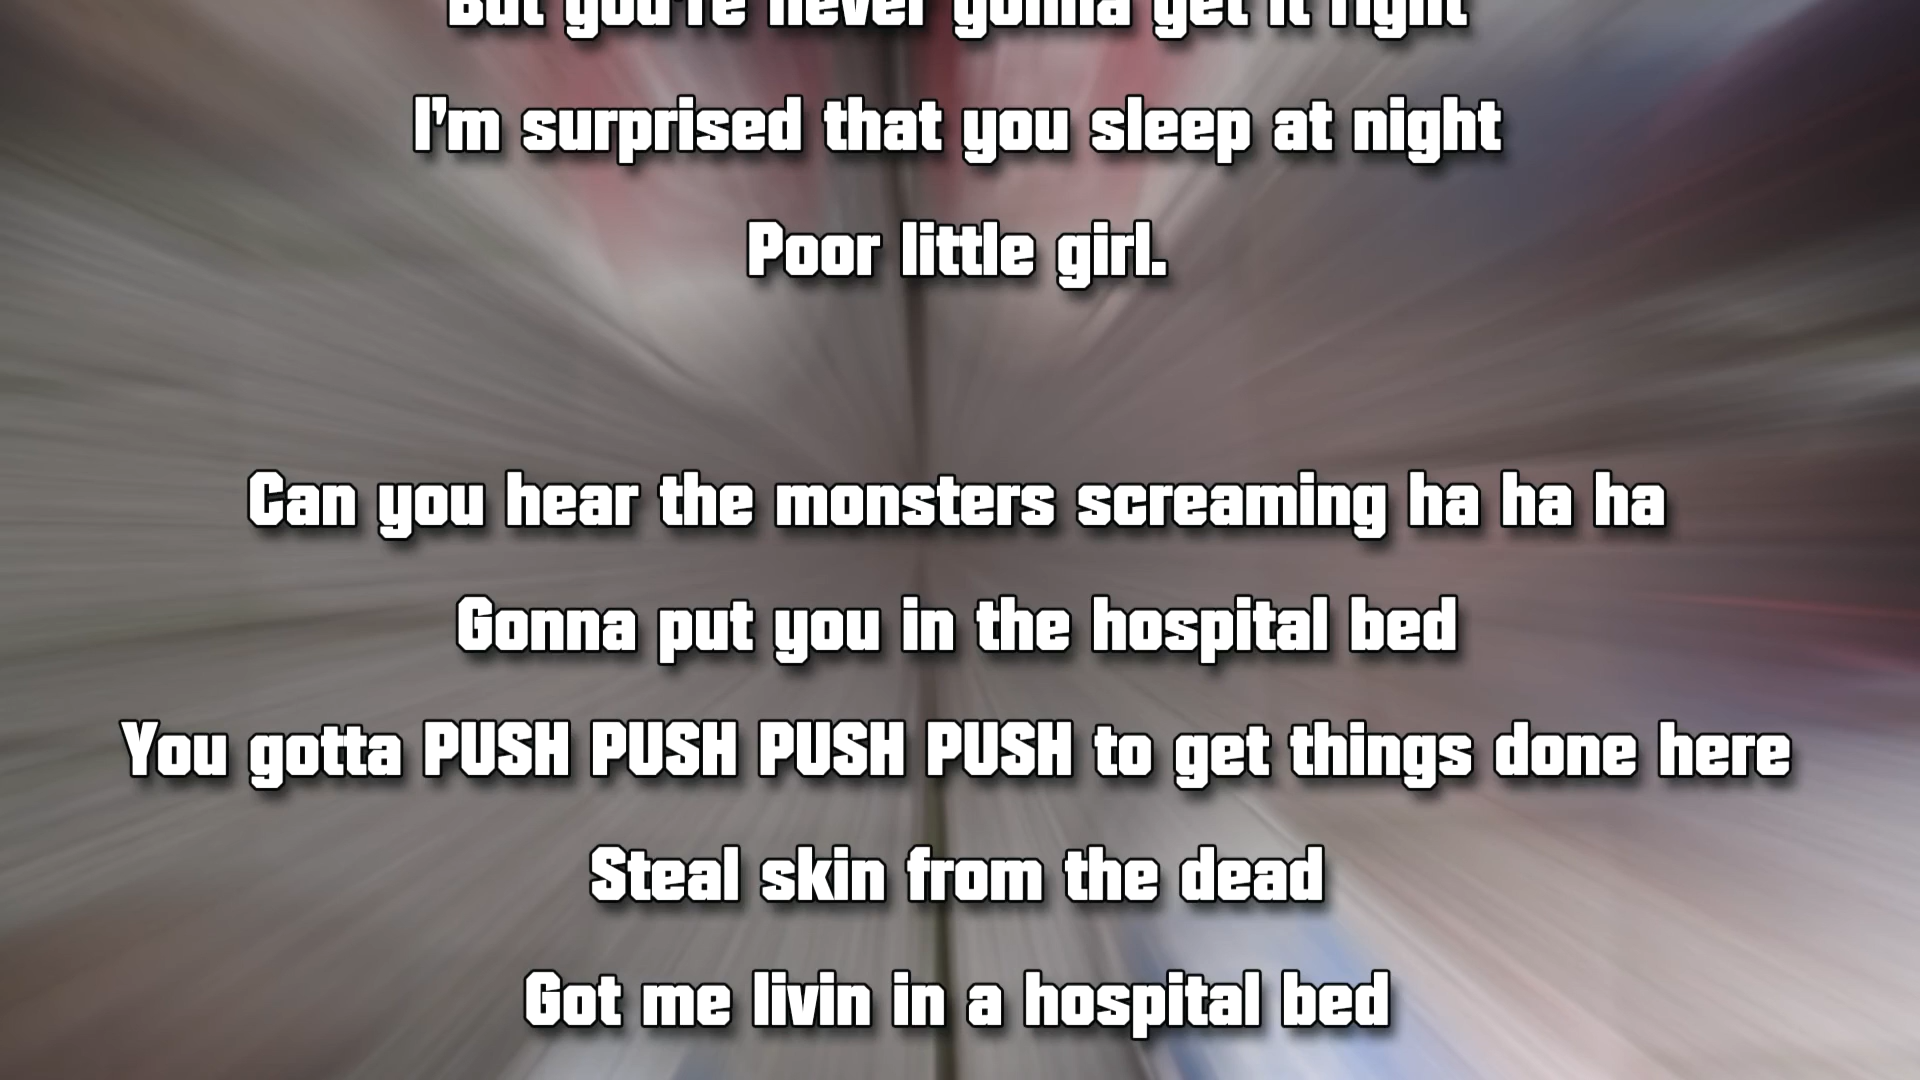 But you're never gonna get it right
I'm surprised that you sleep at night
Poor little girl.
Can you hear the monsters screaming ha ha ha
Gonna put you in the hospital bed
You gotta PUSH PUSH PUSH PUSH to get things done here
Steal skin from the dead
Got me livin in a hospital bed